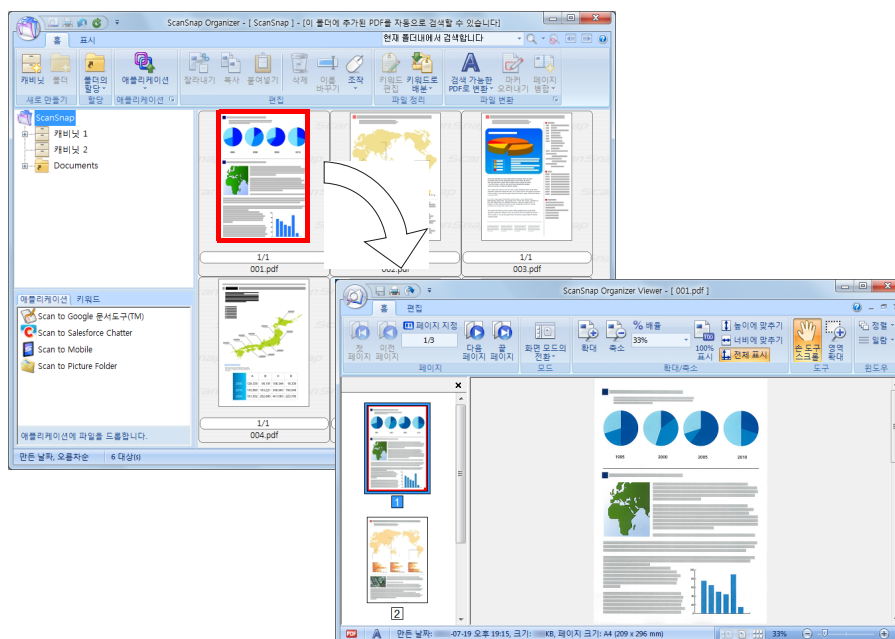 ScanSnap Organizer - [ ScanSnap ] - [이 폴더에 추가된 PDF를 자동으로 검색할 수 있습니다]
홈 표시
현재 폴더내에서 검색합니다
캐비닛 폴더 폴더의 할당 애플리케이션 잘라내기 복사 붙여넣기 삭제 이름 바꾸기 조작 키워드 편집 키워드로 배분 검색 가능한 PDF로 변환 마커 오려내기 페이지 병합
새로 만들기 할당 애플리케이션 편집 파일 정리 파일 변환
ScanSnap
캐비닛 1
캐비닛 2
Documents
1/1
001.pdf
002.pdf
1/1
003.pdf
애플리케이션 키워드
Scan to Google 문서도구(TM)
Scan to Salesforce Chatter
Scan to Mobile
Scan to Picture Folder
애플리케이션에 파일을 드롭합니다.
1/1
004.pdf
만든 날짜, 오름차순 6 대상(s)
ScanSnap Organizer Viewer - [ 001.pdf ]
홈 편집
첫 페이지 이전 페이지 페이지 지정 1/3 다음 페이지 끝 페이지 화면 모드의 전환 확대 축소 % 배율 33% 100% 표시 높이에 맞추기 너비에 맞추기 전체 표시 손 도구 스크롤 영역 확대 정렬 일람
페이지 모드 확대/축소 도구 윈도우
1
2
1995 2000 2005 2010
만든 날짜: -07-19 오후 19:15, 크기: KB, 페이지 크기: A4 (209 x 296 mm) 33%